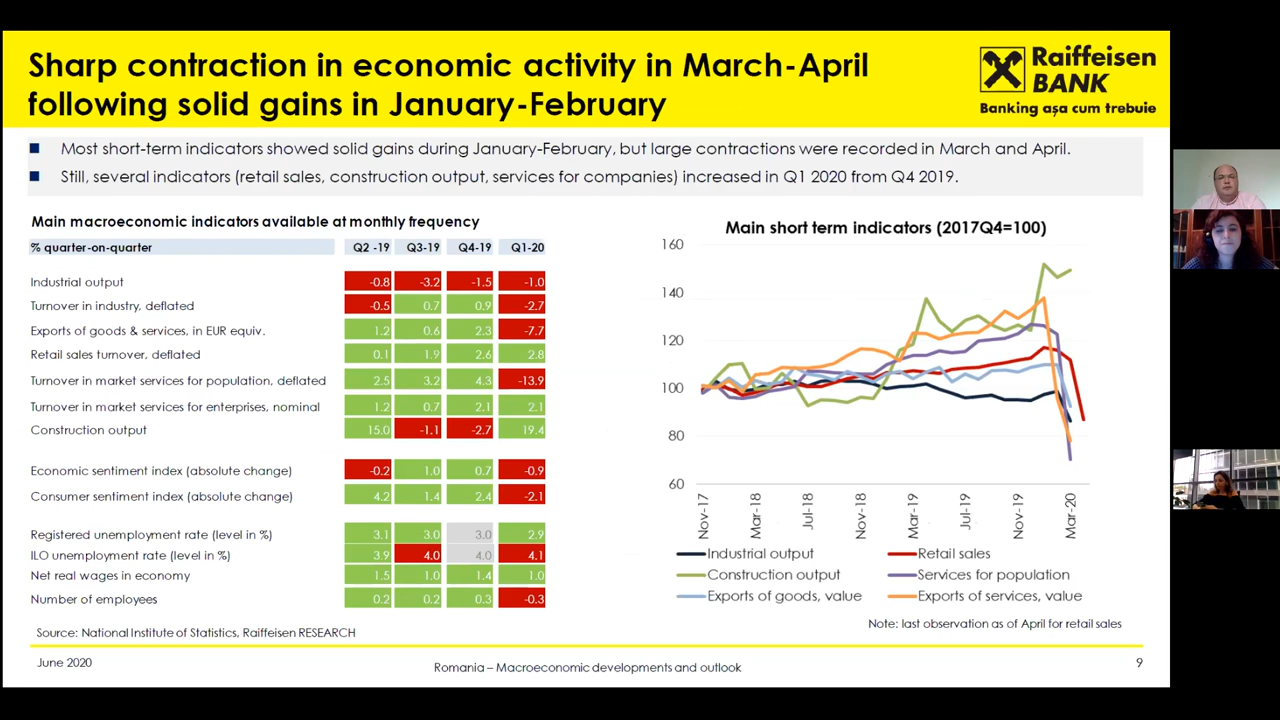 Sharp contraction in economic activity in March-April
following solid gains in January-February
Raiffeisen
BANK
Banking așa cum trebuie
Most short-term indicators showed solid gains during January-February, but large contractions were recorded in March and April.
Still, several indicators (retail sales, construction output, services for companies) increased in Q1 2020 from Q4 2019.
Main macroeconomic indicators available at monthly frequency
% quarter-on-quarter Q2 -19 Q3-19 Q4-19 Q1-20
Industrial output -0.8 -3.2 -1.5 -1.0
Turnover in industry, deflated -0.5 0.7 0.9 -2.7
Exports of goods & services, in EUR equiv. 1.2 0.6 2.3 -7.7
Retail sales turnover, deflated 0.1 1.9 2.6 2.8
Turnover in market services for population, deflated 2.5 3.2 4.3 -13.9
Turnover in market services for enterprises, nominal 1.2 0.7 2.1 2.1
Construction output 15.0 -1.1 -2.7 19.4
Economic sentiment index (absolute change) -0.2 1.0 0.7 -0.9
Consumer sentiment index (absolute change) 4.2 1.4 2.4 -2.1
Registered unemployment rate (level in %) 3.1 3.0 3.0 2.9
ILO unemployment rate (level in %) 3.9 4.0 4.0 4.1
Net real wages in economy 1.5 1.0 1.4 1.0
Number of employees 0.2 0.2 0.3 -0.3
Source: National Institute of Statistics, Raiffeisen RESEARCH
Main short term indicators (2017Q4=100)
160
140
120
100
80
60
Nov-17 Mar-18 Jul-18 Nov-18 Mar-19 Jul-19 Nov-19 Mar-20
Industrial output Retail sales
Construction output Services for population
Exports of goods, value Exports of services, value
Note: last observation as of April for retail sales
June 2020
Romania – Macroeconomic developments and outlook
9